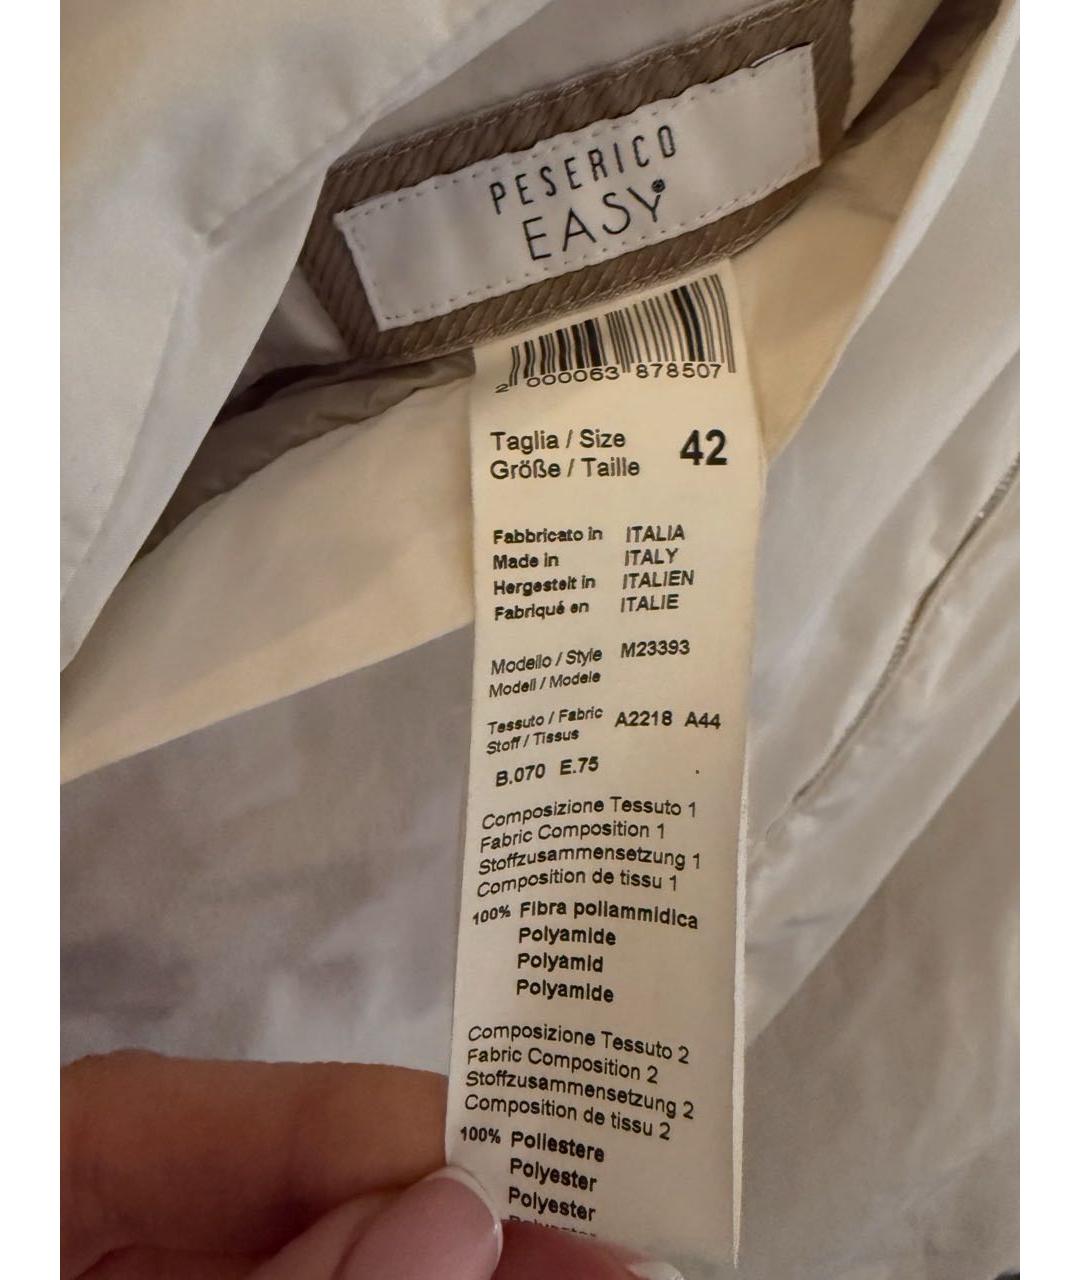 PESERICO
EASY®
2 000063 878507
Taglia / Size 42
Größe / Taille
Fabbricato in ITALIA
Made in ITALY
Hergestelt in ITALIEN
Fabriqué en ITALIE
Modello / Style M23393
Modell / Modele
Tessuto / Fabric A2218 A44
Stoff / Tissus
B.070 E.75
Composizione Tessuto 1
Fabric Composition 1
Stoffzusammensetzung 1
Composition de tissu 1
100% Fibra poliammidica
Polyamide
Polyamid
Polyamide
Composizione Tessuto 2
Fabric Composition 2
Stoffzusammensetzung 2
Composition de tissu 2
100% Poliestere
Polyester
Polyester